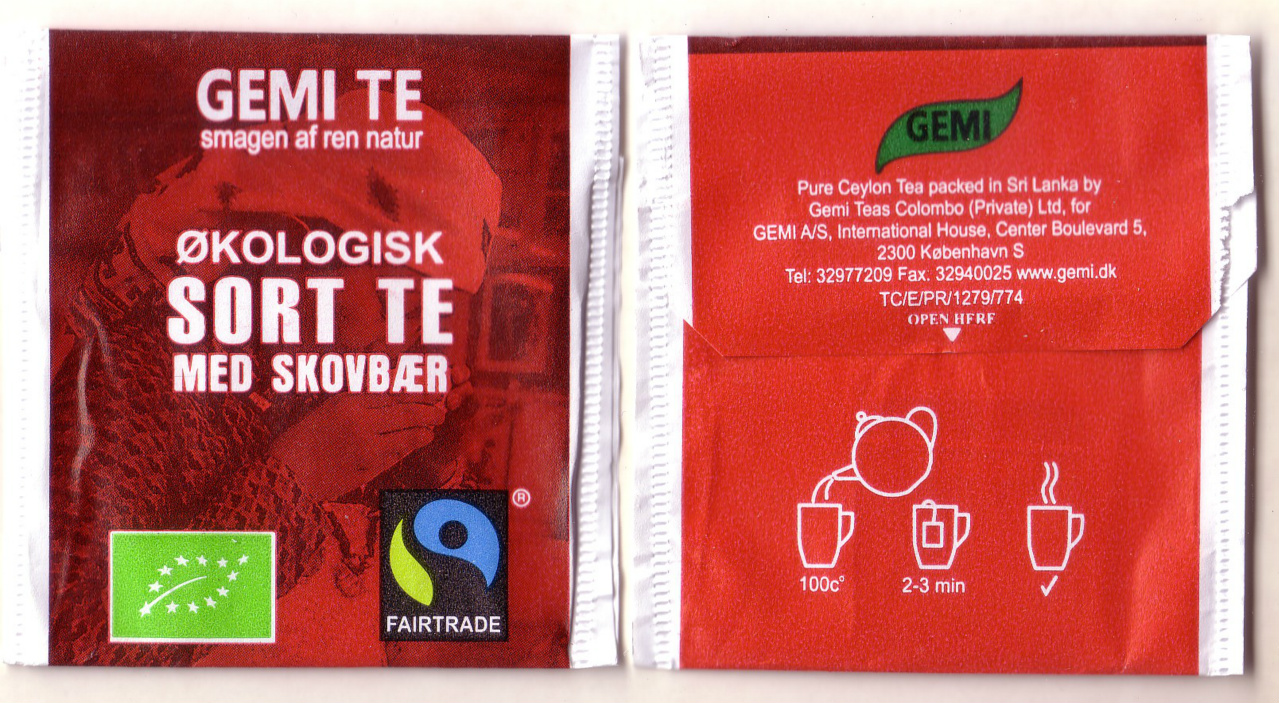 GEMI TE
smagen af ren natur
ØKOLOGISK
SORT TE
MED SKOVBÆR
®
FAIRTRADE
GEMI
Pure Ceylon Tea packed in Sri Lanka by
Gemi Teas Colombo (Private) Ltd, for
GEMI A/S, International House, Center Boulevard 5,
2300 København S
Tel: 32977209 Fax: 32940025 www.gemi.dk
TC/E/PR/1279/774
OPEN HERE
100c°
2-3 min